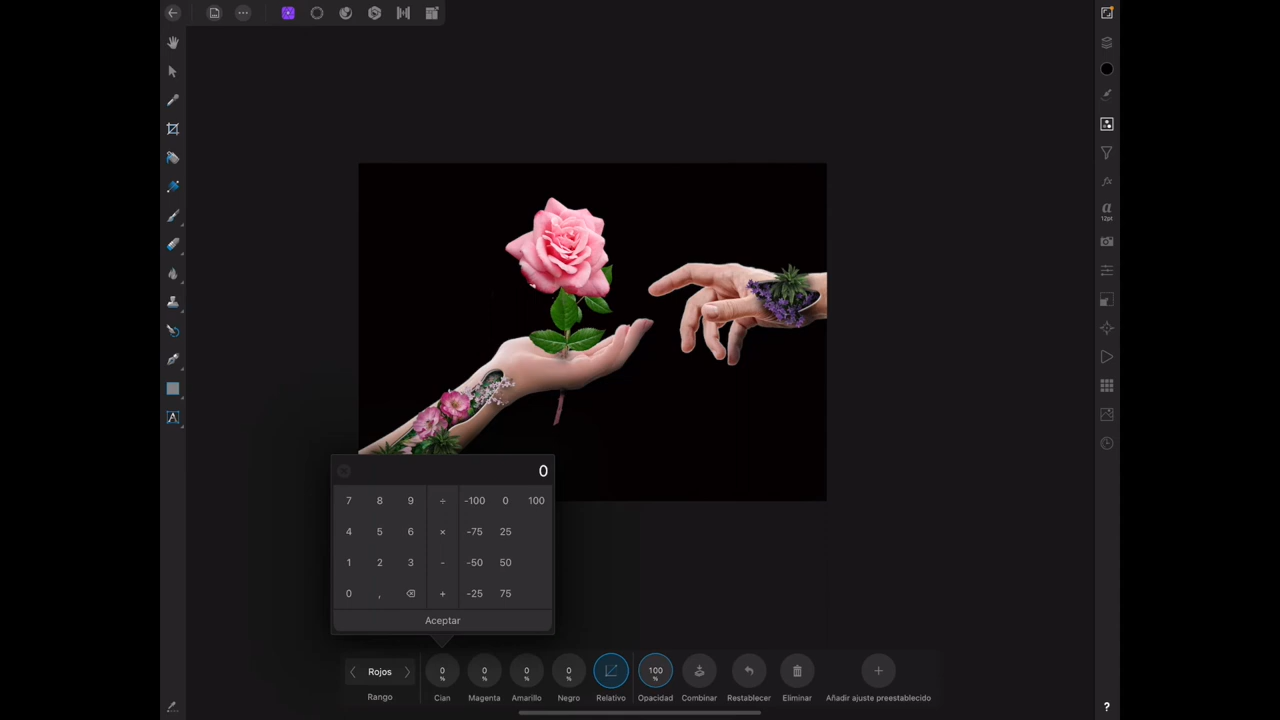 fx
a
12pt
0
7 8 9 ÷ -100 0 100
4 5 6 × -75 25
1 2 3 - -50 50
0 , + -25 75
Aceptar
Rojos 0 % 0 % 0 % 0 % 100 %
Rango Cian Magenta Amarillo Negro Relativo Opacidad Combinar Restablecer Eliminar Añadir ajuste preestablecido
A
?